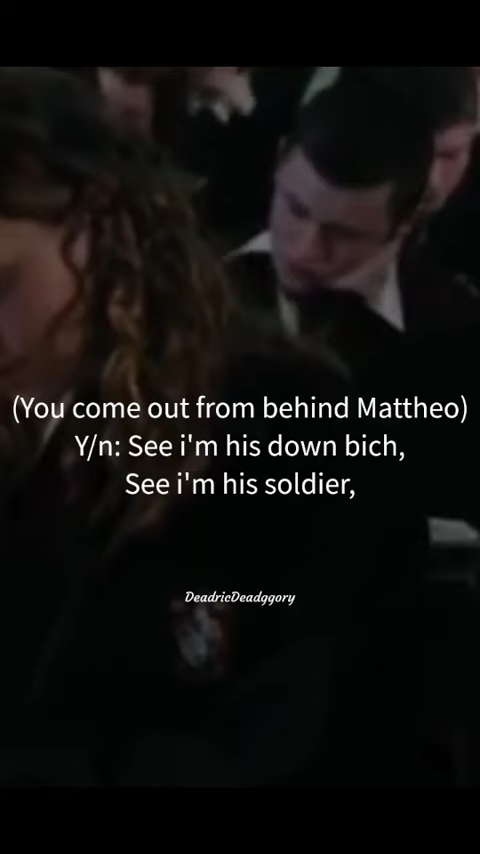 (You come out from behind Mattheo)
Y/n: See i'm his down bich,
See i'm his soldier,
DeadricDeadggory